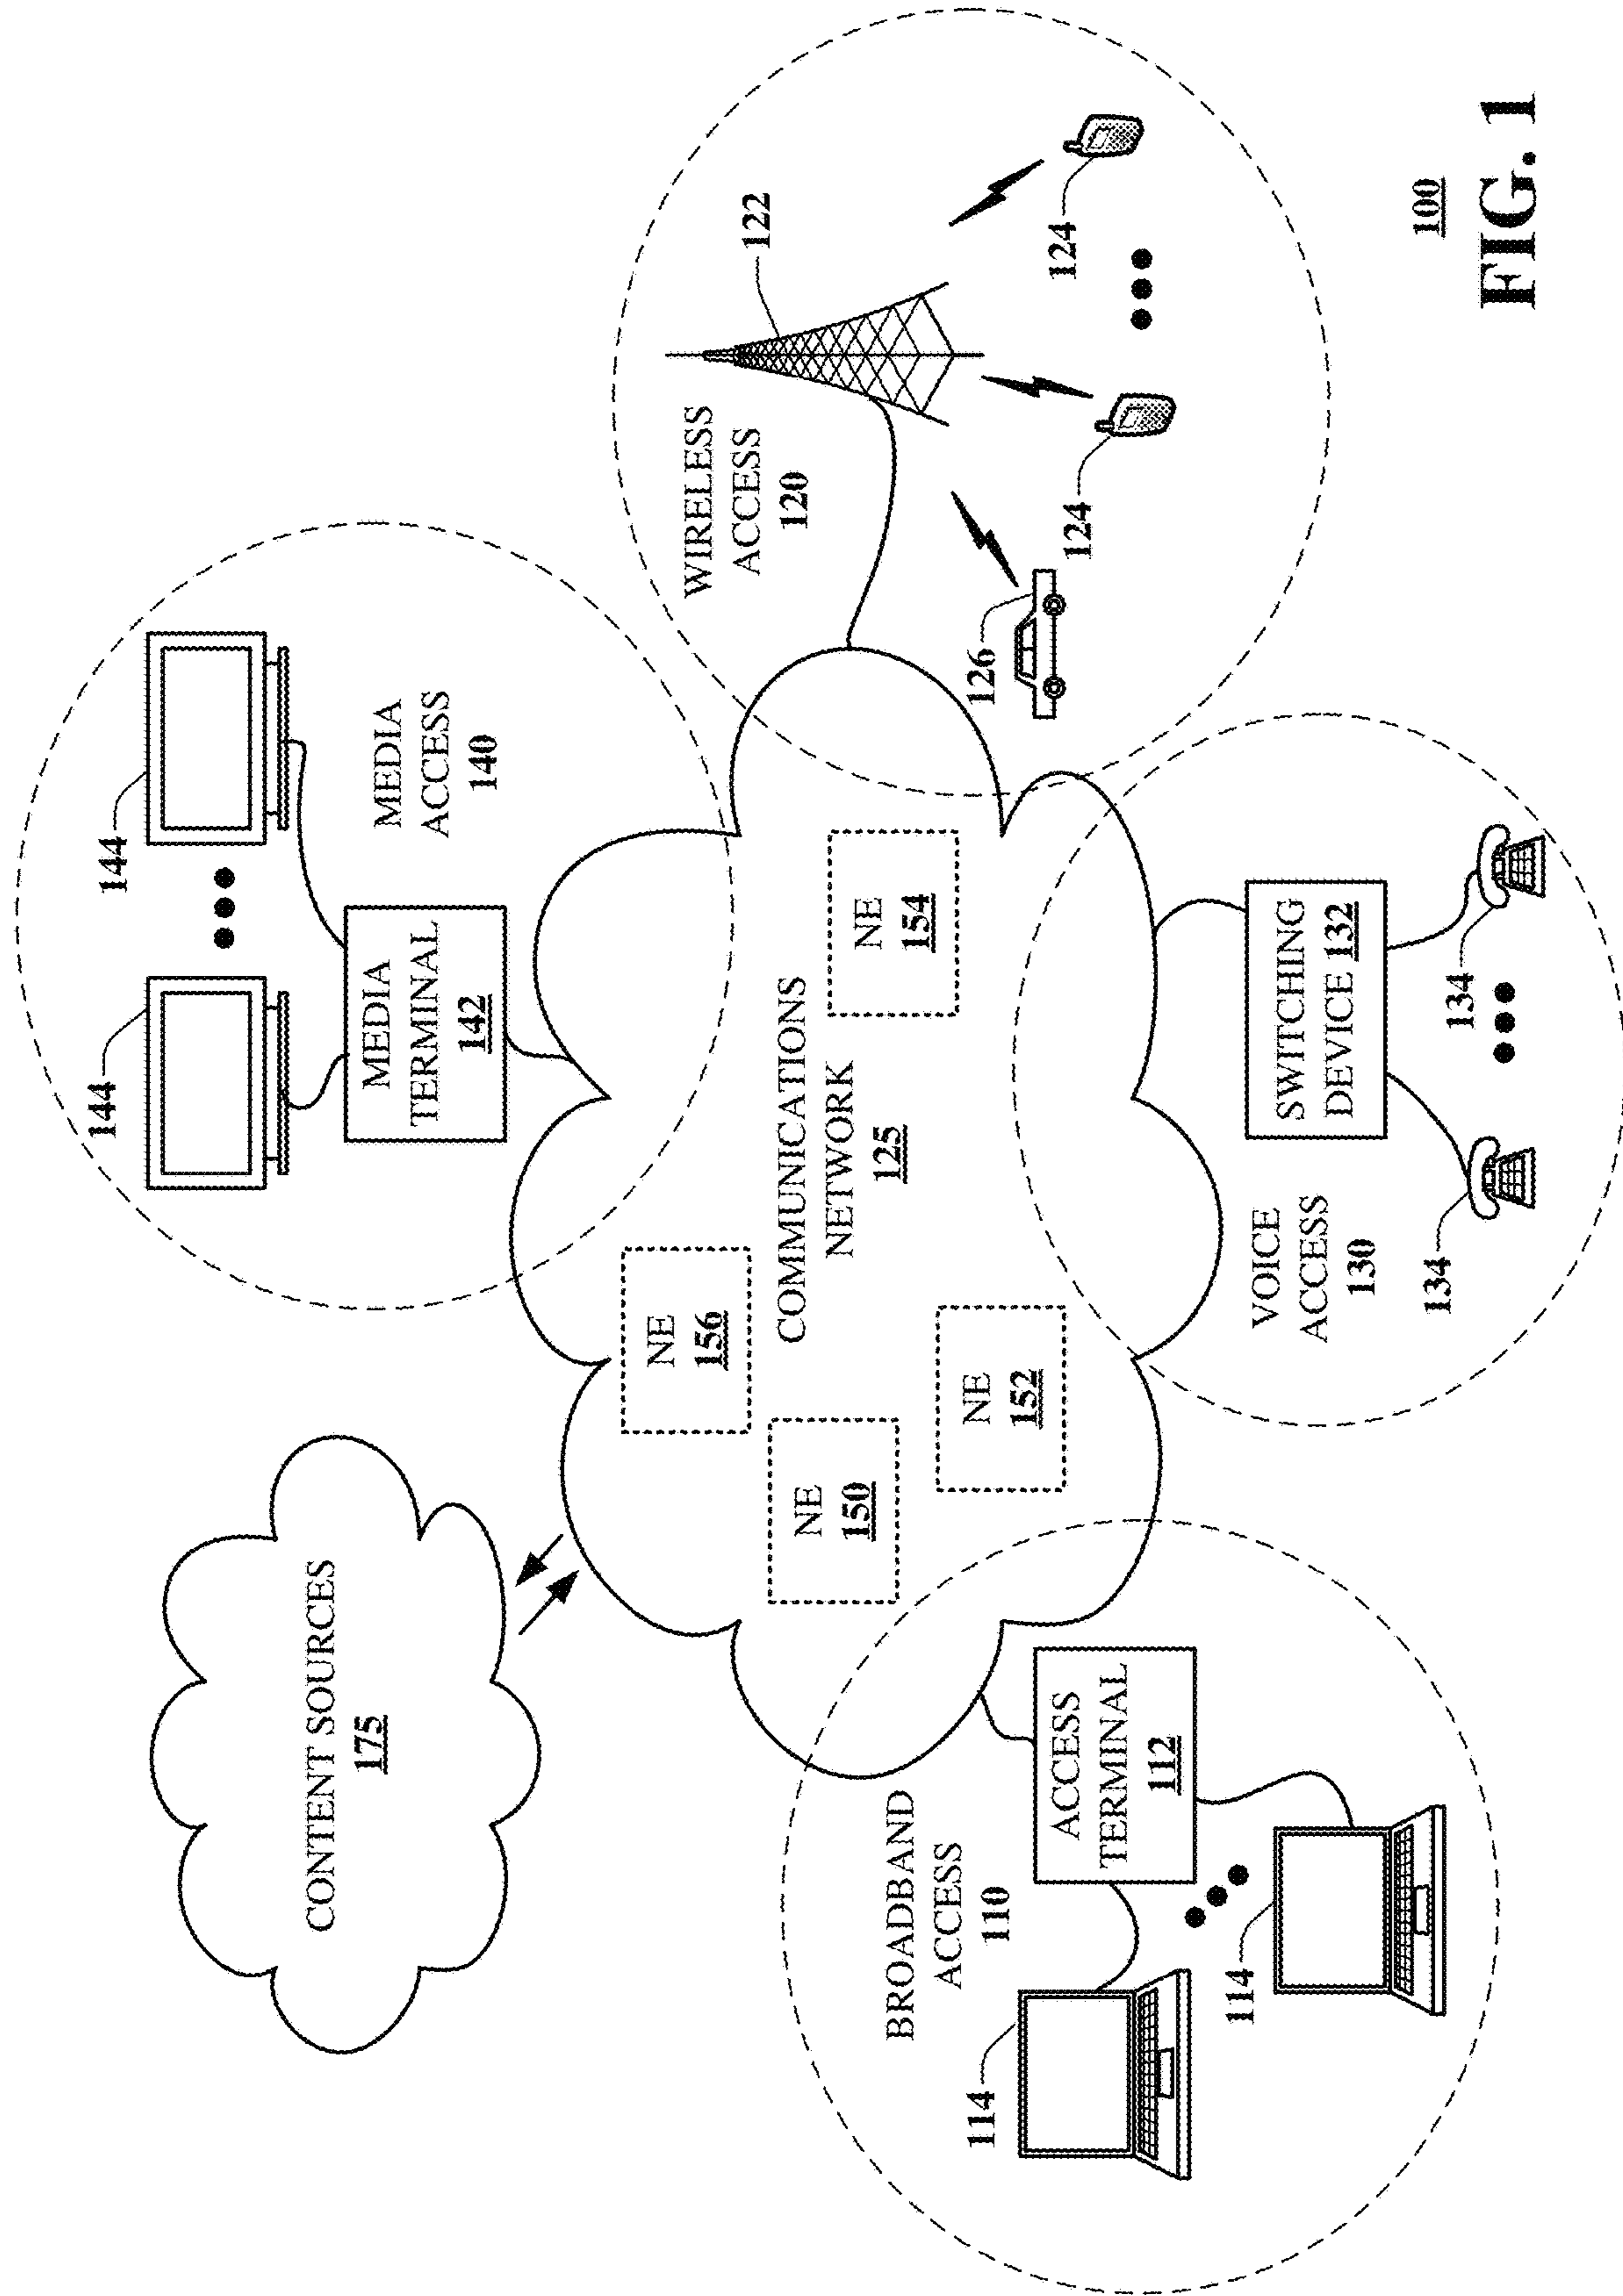 CONTENT SOURCES
175
144
144
MEDIA
TERMINAL
142
MEDIA
ACCESS
140
NE
156
NE
150
NE
152
COMMUNICATIONS
NETWORK
125
NE
154
WIRELESS
ACCESS
120
122
124
124
126
BROADBAND
ACCESS
110
ACCESS
TERMINAL
112
114
114
VOICE
ACCESS
130
SWITCHING
DEVICE 132
134
134
100
FIG. 1